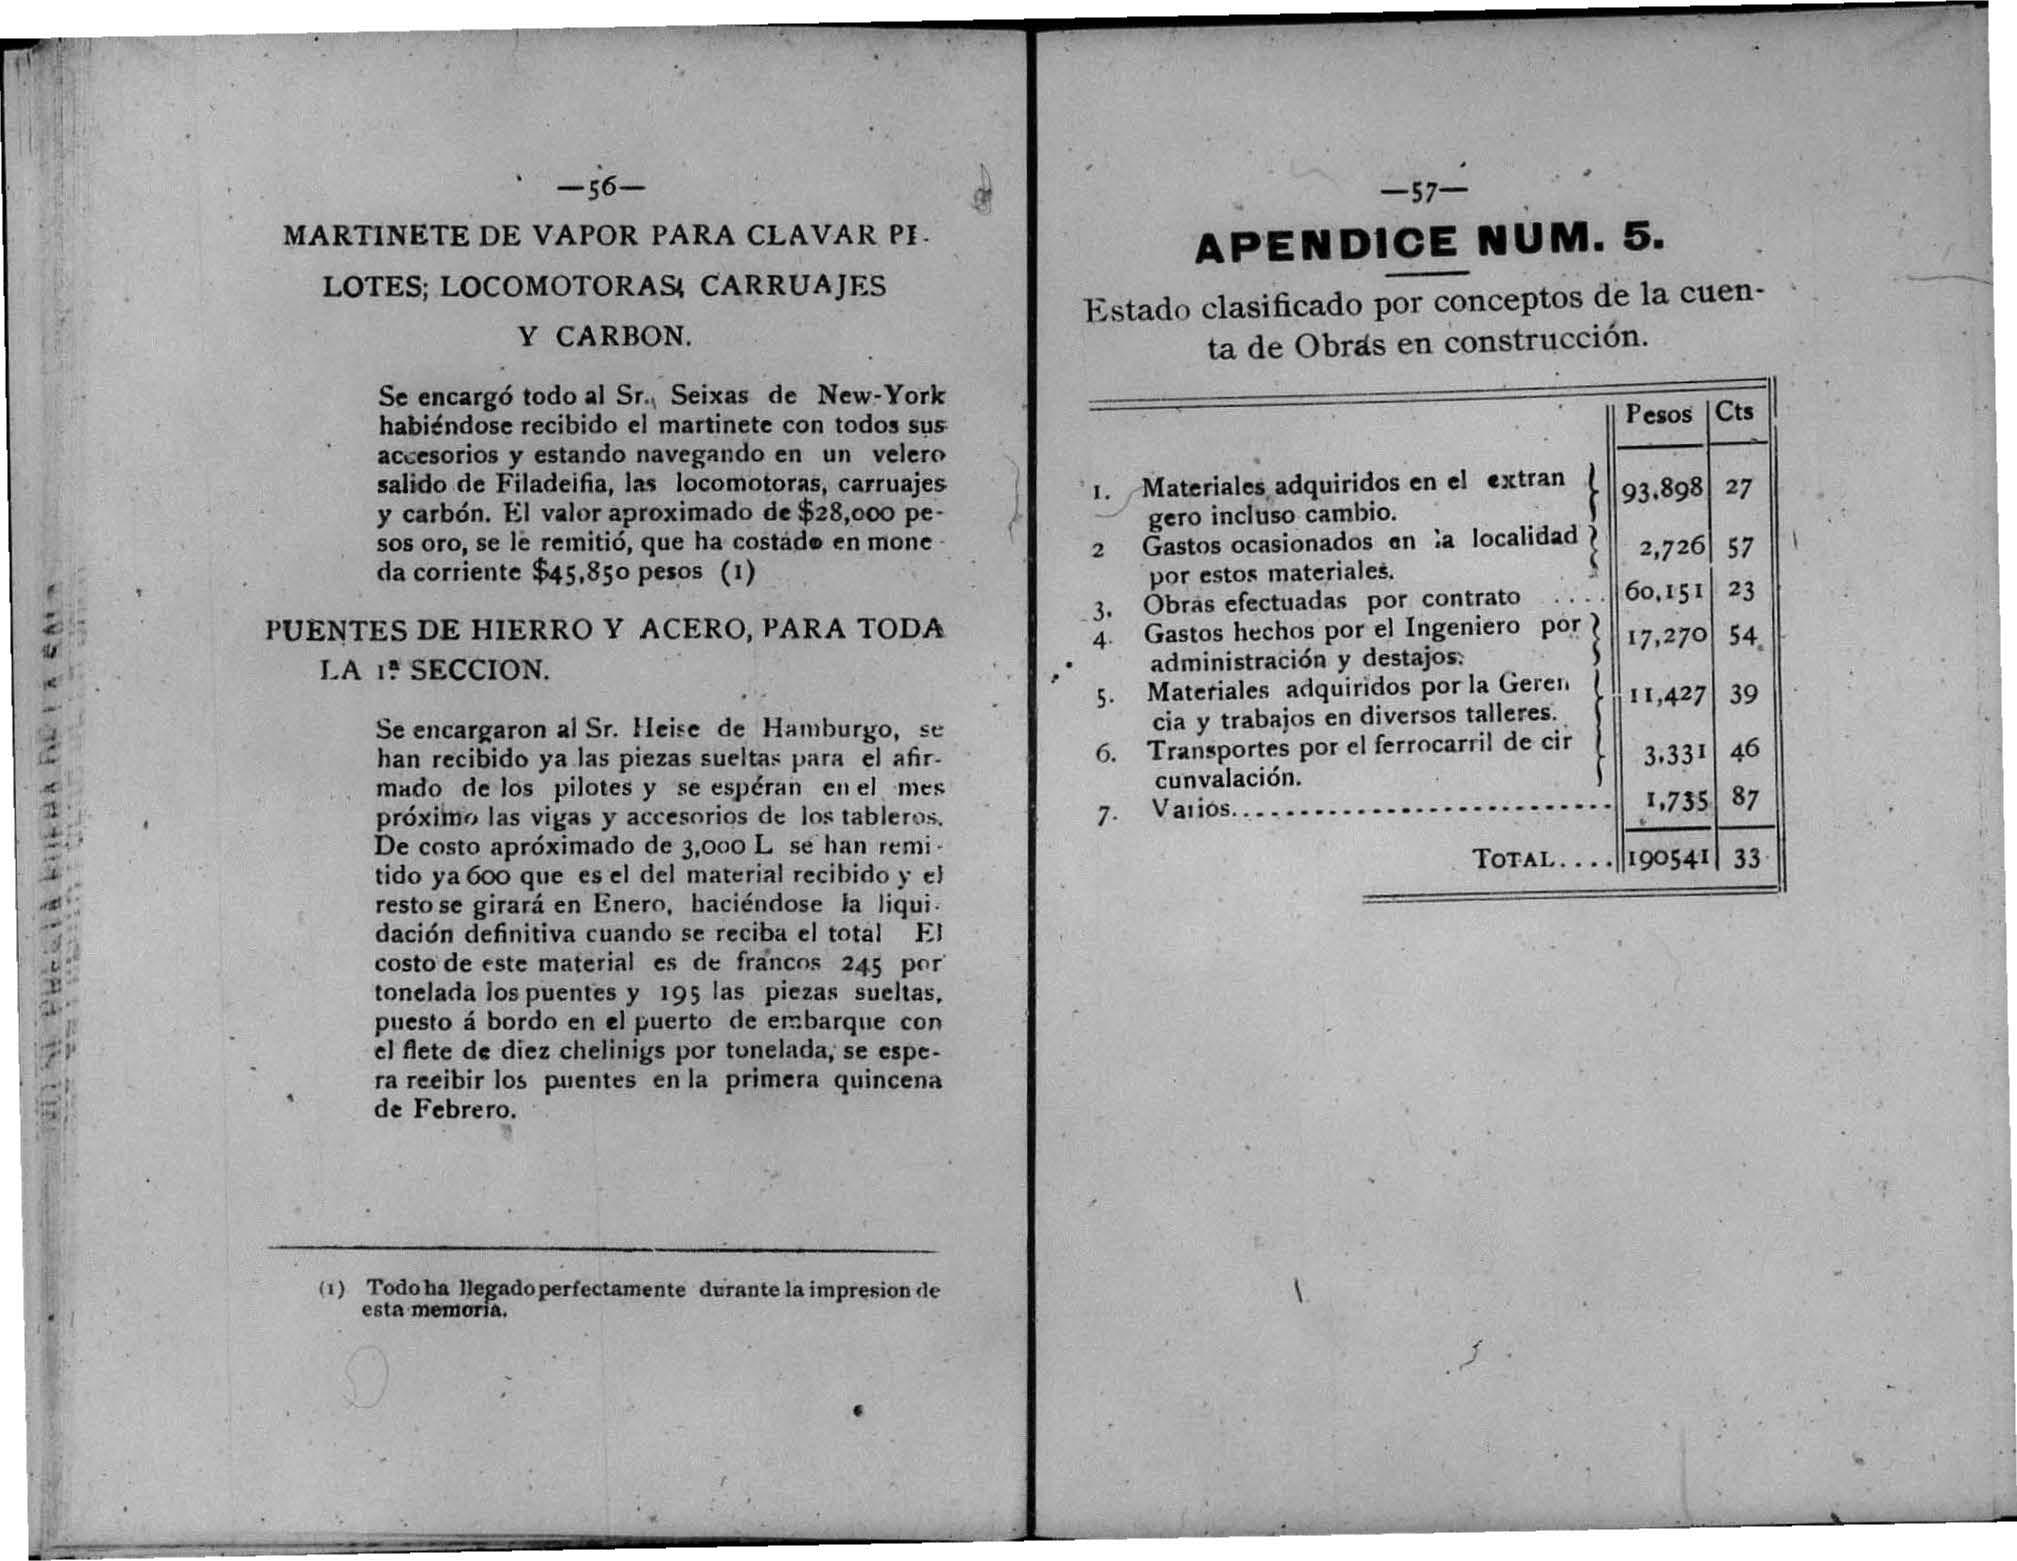 —56—
MARTINETE DE VAPOR PARA CLAVAR PI-
LOTES; LOCOMOTORAS, CARRUAJES
Y CARBON.
Se encargó todo al Sr., Seixas de New-York
habiéndose recibido el martinete con todos sus
accesorios y estando navegando en un velero
salido de Filadelfia, las locomotoras, carruajes
y carbón. El valor aproximado de $28,000 pe-
sos oro, se le remitió, que ha costado en mone-
da corriente $45,850 pesos (1)
PUENTES DE HIERRO Y ACERO, PARA TODA
LA 1ª SECCION.
Se encargaron al Sr. Heise de Hamburgo, se
han recibido ya las piezas sueltas para el afir-
mado de los pilotes y se espéran en el mes
próximo las vigas y accesorios de los tableros.
De costo apróximado de 3,000 L se han remi-
tido ya 600 que es el del material recibido y el
resto se girará en Enero, haciéndose la liqui-
dación definitiva cuando se reciba el total El
costo de este material es de francos 245 por
tonelada los puentes y 195 las piezas sueltas,
puesto á bordo en el puerto de embarque con
el flete de diez chelinigs por tonelada, se espe-
ra reeibir los puentes en la primera quincena
de Febrero.
(1) Todo ha llegado perfectamente durante la impresion de
esta memoria.
—57—
APENDICE NUM. 5.
Estado clasificado por conceptos de la cuen-
ta de Obras en construcción.
Pesos Cts
1. Materiales adquiridos en el extran
gero incluso cambio. 93,898 27
2 Gastos ocasionados en la localidad
por estos materiales. 2,726 57
3. Obras efectuadas por contrato .... 60,151 23
4. Gastos hechos por el Ingeniero por
administración y destajos. 17,270 54
5. Materiales adquiridos por la Geren
cia y trabajos en diversos talleres. 11,427 39
6. Transportes por el ferrocarril de cir
cunvalación. 3,331 46
7. Varios............................ 1,735 87
TOTAL.... 190541 33